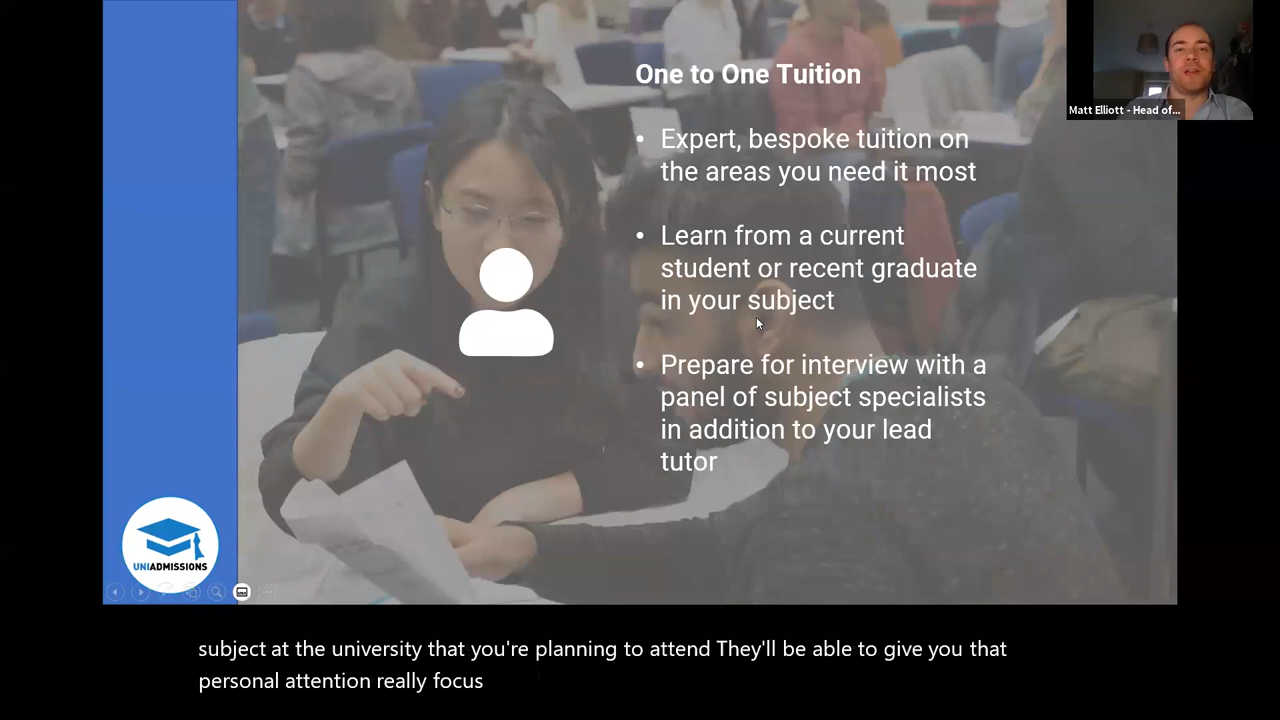 One to One Tuition
• Expert, bespoke tuition on
the areas you need it most
• Learn from a current
student or recent graduate
in your subject
• Prepare for interview with a
panel of subject specialists
in addition to your lead
tutor
Matt Elliott - Head of...
UNIADMISSIONS
subject at the university that you're planning to attend They'll be able to give you that
personal attention really focus